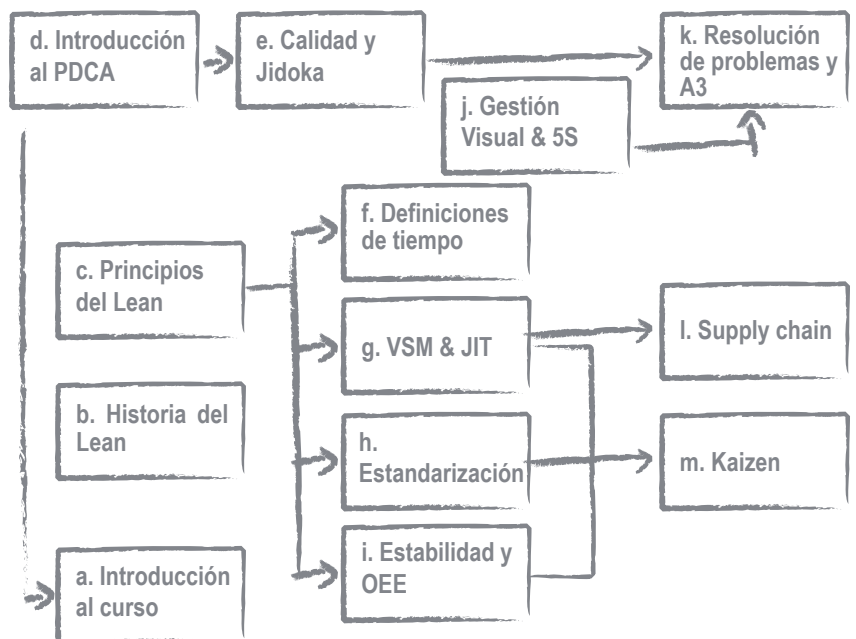 d. Introducción
al PDCA
e. Calidad y
Jidoka
k. Resolución
de problemas y
A3
j. Gestión
Visual & 5S
f. Definiciones
de tiempo
c. Principios
del Lean
g. VSM & JIT
l. Supply chain
b. Historia del
Lean
h.
Estandarización
m. Kaizen
i. Estabilidad y
OEE
a. Introducción
al curso